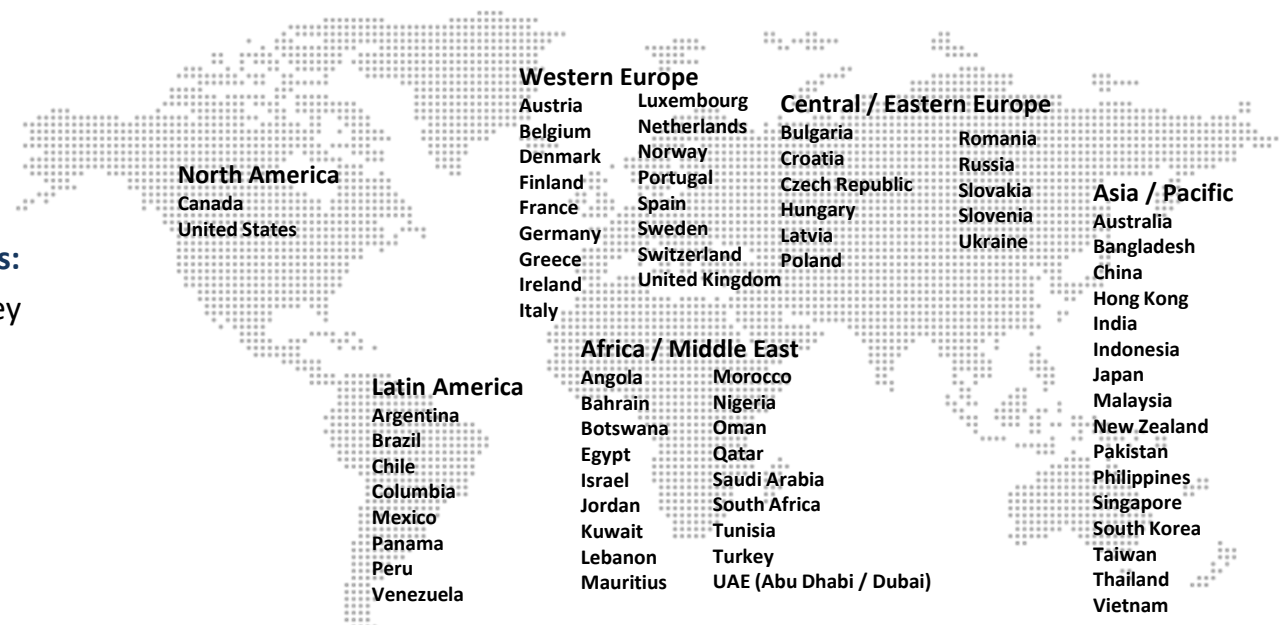 s:
ey
North America
Canada
United States
Latin America
Argentina
Brazil
Chile
Columbia
Mexico
Panama
Peru
Venezuela
Western Europe
Austria
Belgium
Denmark
Finland
France
Germany
Greece
Ireland
Italy
Luxembourg
Netherlands
Norway
Portugal
Spain
Sweden
Switzerland
United Kingdom
Central / Eastern Europe
Bulgaria
Croatia
Czech Republic
Hungary
Latvia
Poland
Romania
Russia
Slovakia
Slovenia
Ukraine
Africa / Middle East
Angola
Bahrain
Botswana
Egypt
Israel
Jordan
Kuwait
Lebanon
Mauritius
Morocco
Nigeria
Oman
Qatar
Saudi Arabia
South Africa
Tunisia
Turkey
UAE (Abu Dhabi / Dubai)
Asia / Pacific
Australia
Bangladesh
China
Hong Kong
India
Indonesia
Japan
Malaysia
New Zealand
Pakistan
Philippines
Singapore
South Korea
Taiwan
Thailand
Vietnam